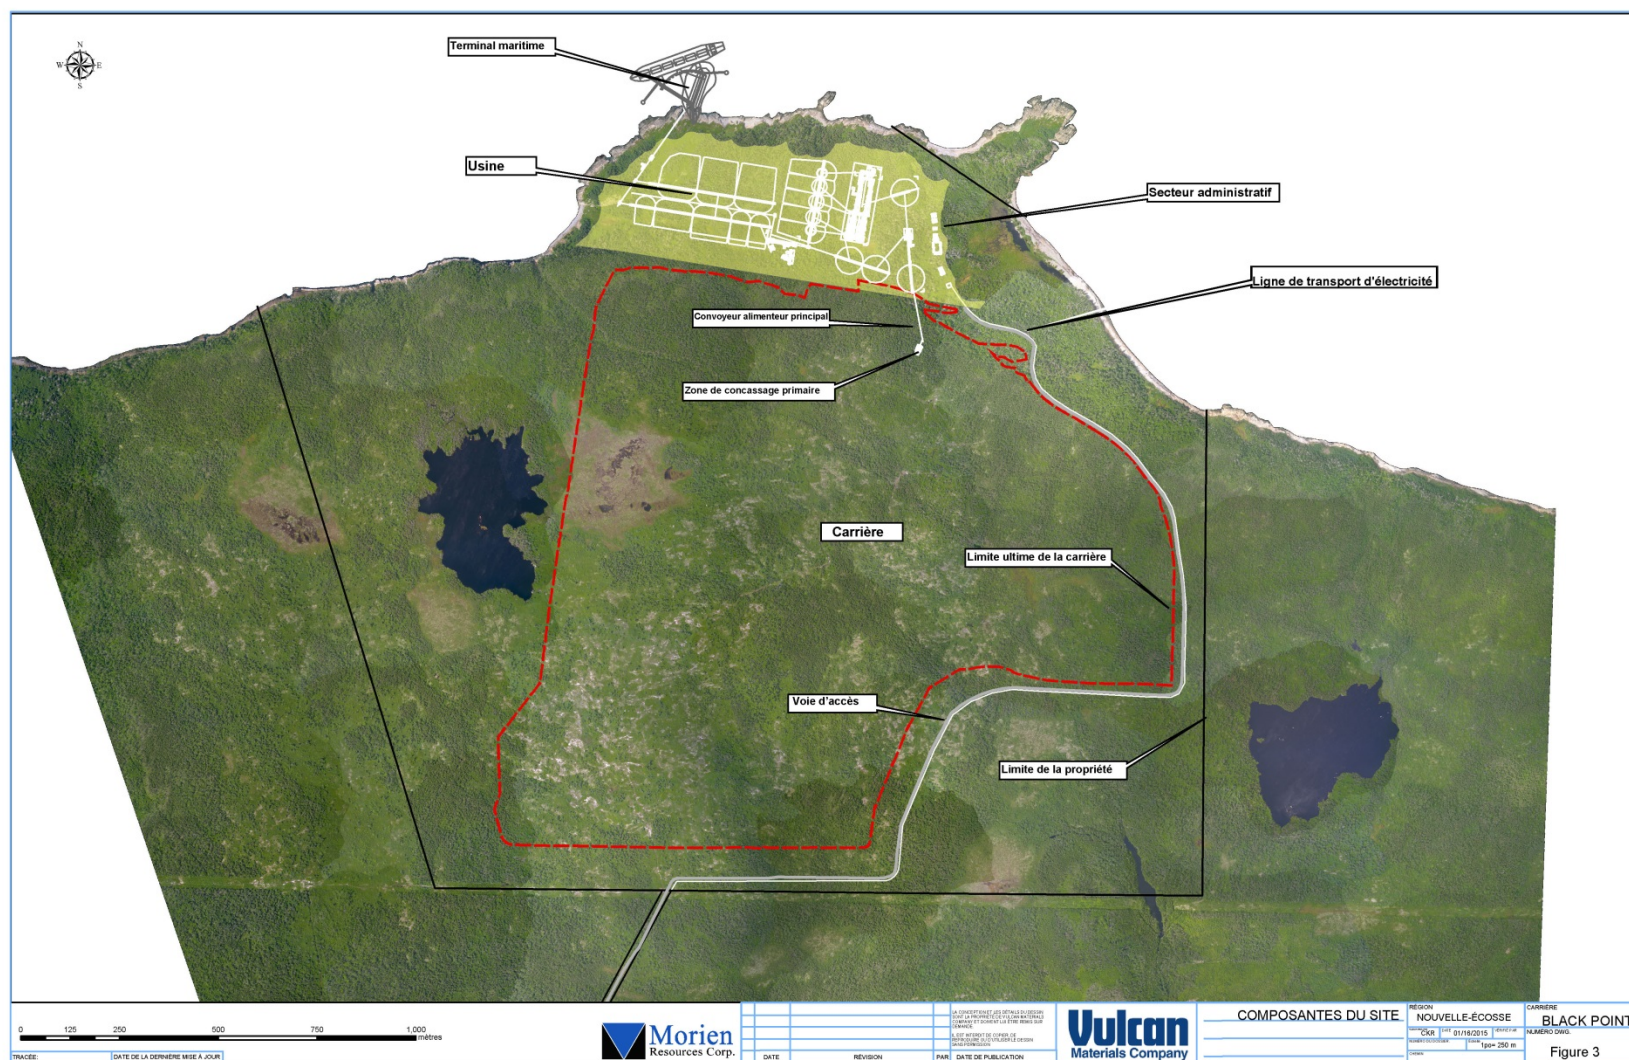 N
W E
S
Terminal maritime
Usine
Secteur administratif
Ligne de transport d'électricité
Convoyeur alimenteur principal
Zone de concassage primaire
Carrière
Limite ultime de la carrière
Voie d'accès
Limite de la propriété
0 125 250 500 750 1,000
mètres
TRACÉE:
DATE DE LA DERNIÈRE MISE À JOUR
Morien
Resources Corp.
DATE
RÉVISION
PAR
DATE DE PUBLICATION
Vulcan
Materials Company
COMPOSANTES DU SITE
RÉGION
NOUVELLE-ÉCOSSE
CKR
01/16/2015
1po= 250 m
CARRIÈRE
BLACK POINT
NUMÉRO DWG.
Figure 3